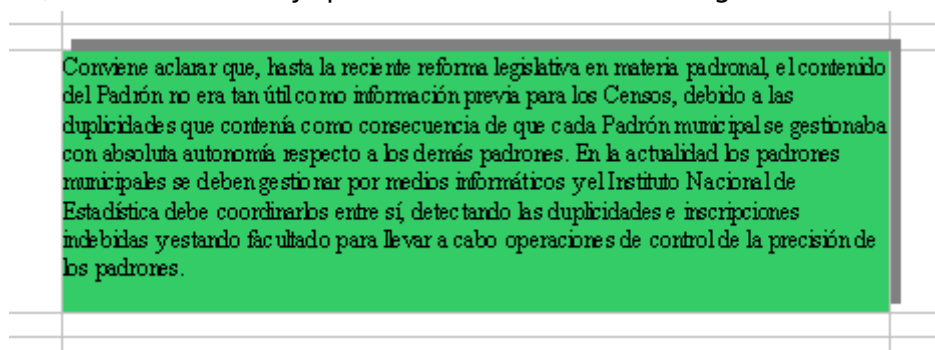 Conviene aclarar que, hasta la reciente reforma legislativa en materia padronal, el contenido
del Padrón no era tan útil como información previa para los Censos, debido a las
duplicidades que contenía como consecuencia de que cada Padrón municipal se gestionaba
con absoluta autonomía respecto a los demás padrones. En la actualidad los padrones
municipales se deben gestionar por medios informáticos y el Instituto Nacional de
Estadística debe coordinarlos entre sí, detectando las duplicidades e inscripciones
indebidas y estando facultado para llevar a cabo operaciones de control de la precisión de
los padrones.